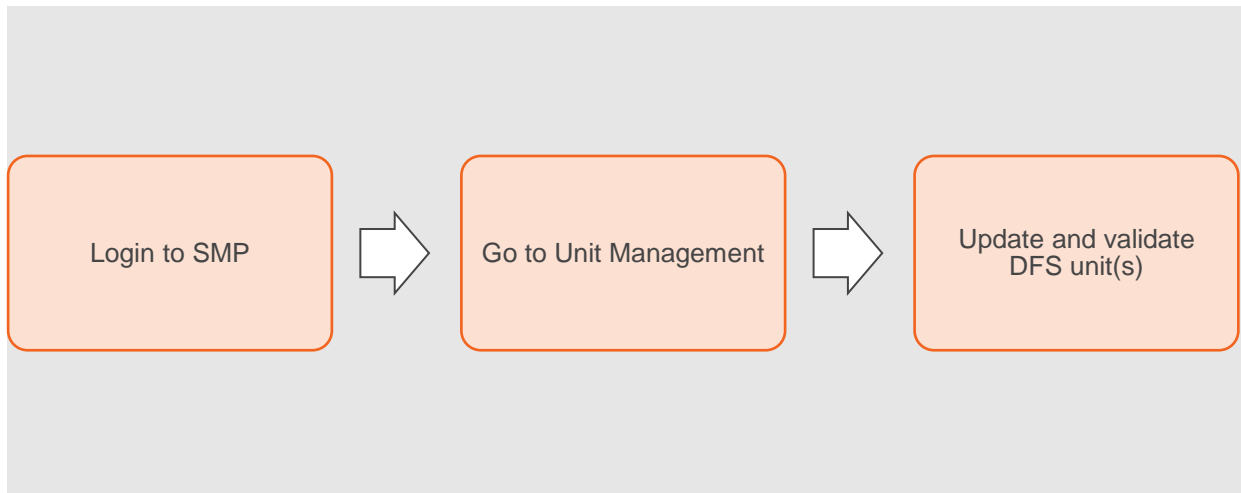 Login to SMP
Go to Unit Management
Update and validate
DFS unit(s)